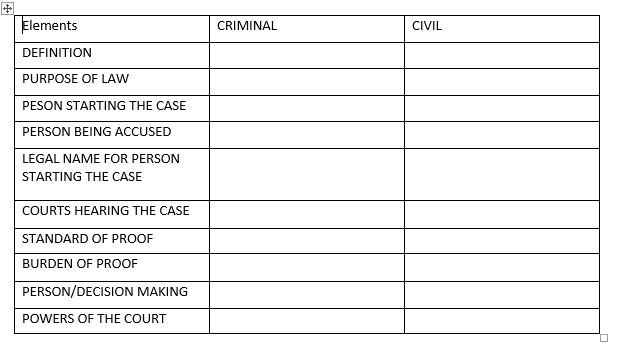 Elements CRIMINAL CIVIL
DEFINITION
PURPOSE OF LAW
PESON STARTING THE CASE
PERSON BEING ACCUSED
LEGAL NAME FOR PERSON
STARTING THE CASE
COURTS HEARING THE CASE
STANDARD OF PROOF
BURDEN OF PROOF
PERSON/DECISION MAKING
POWERS OF THE COURT